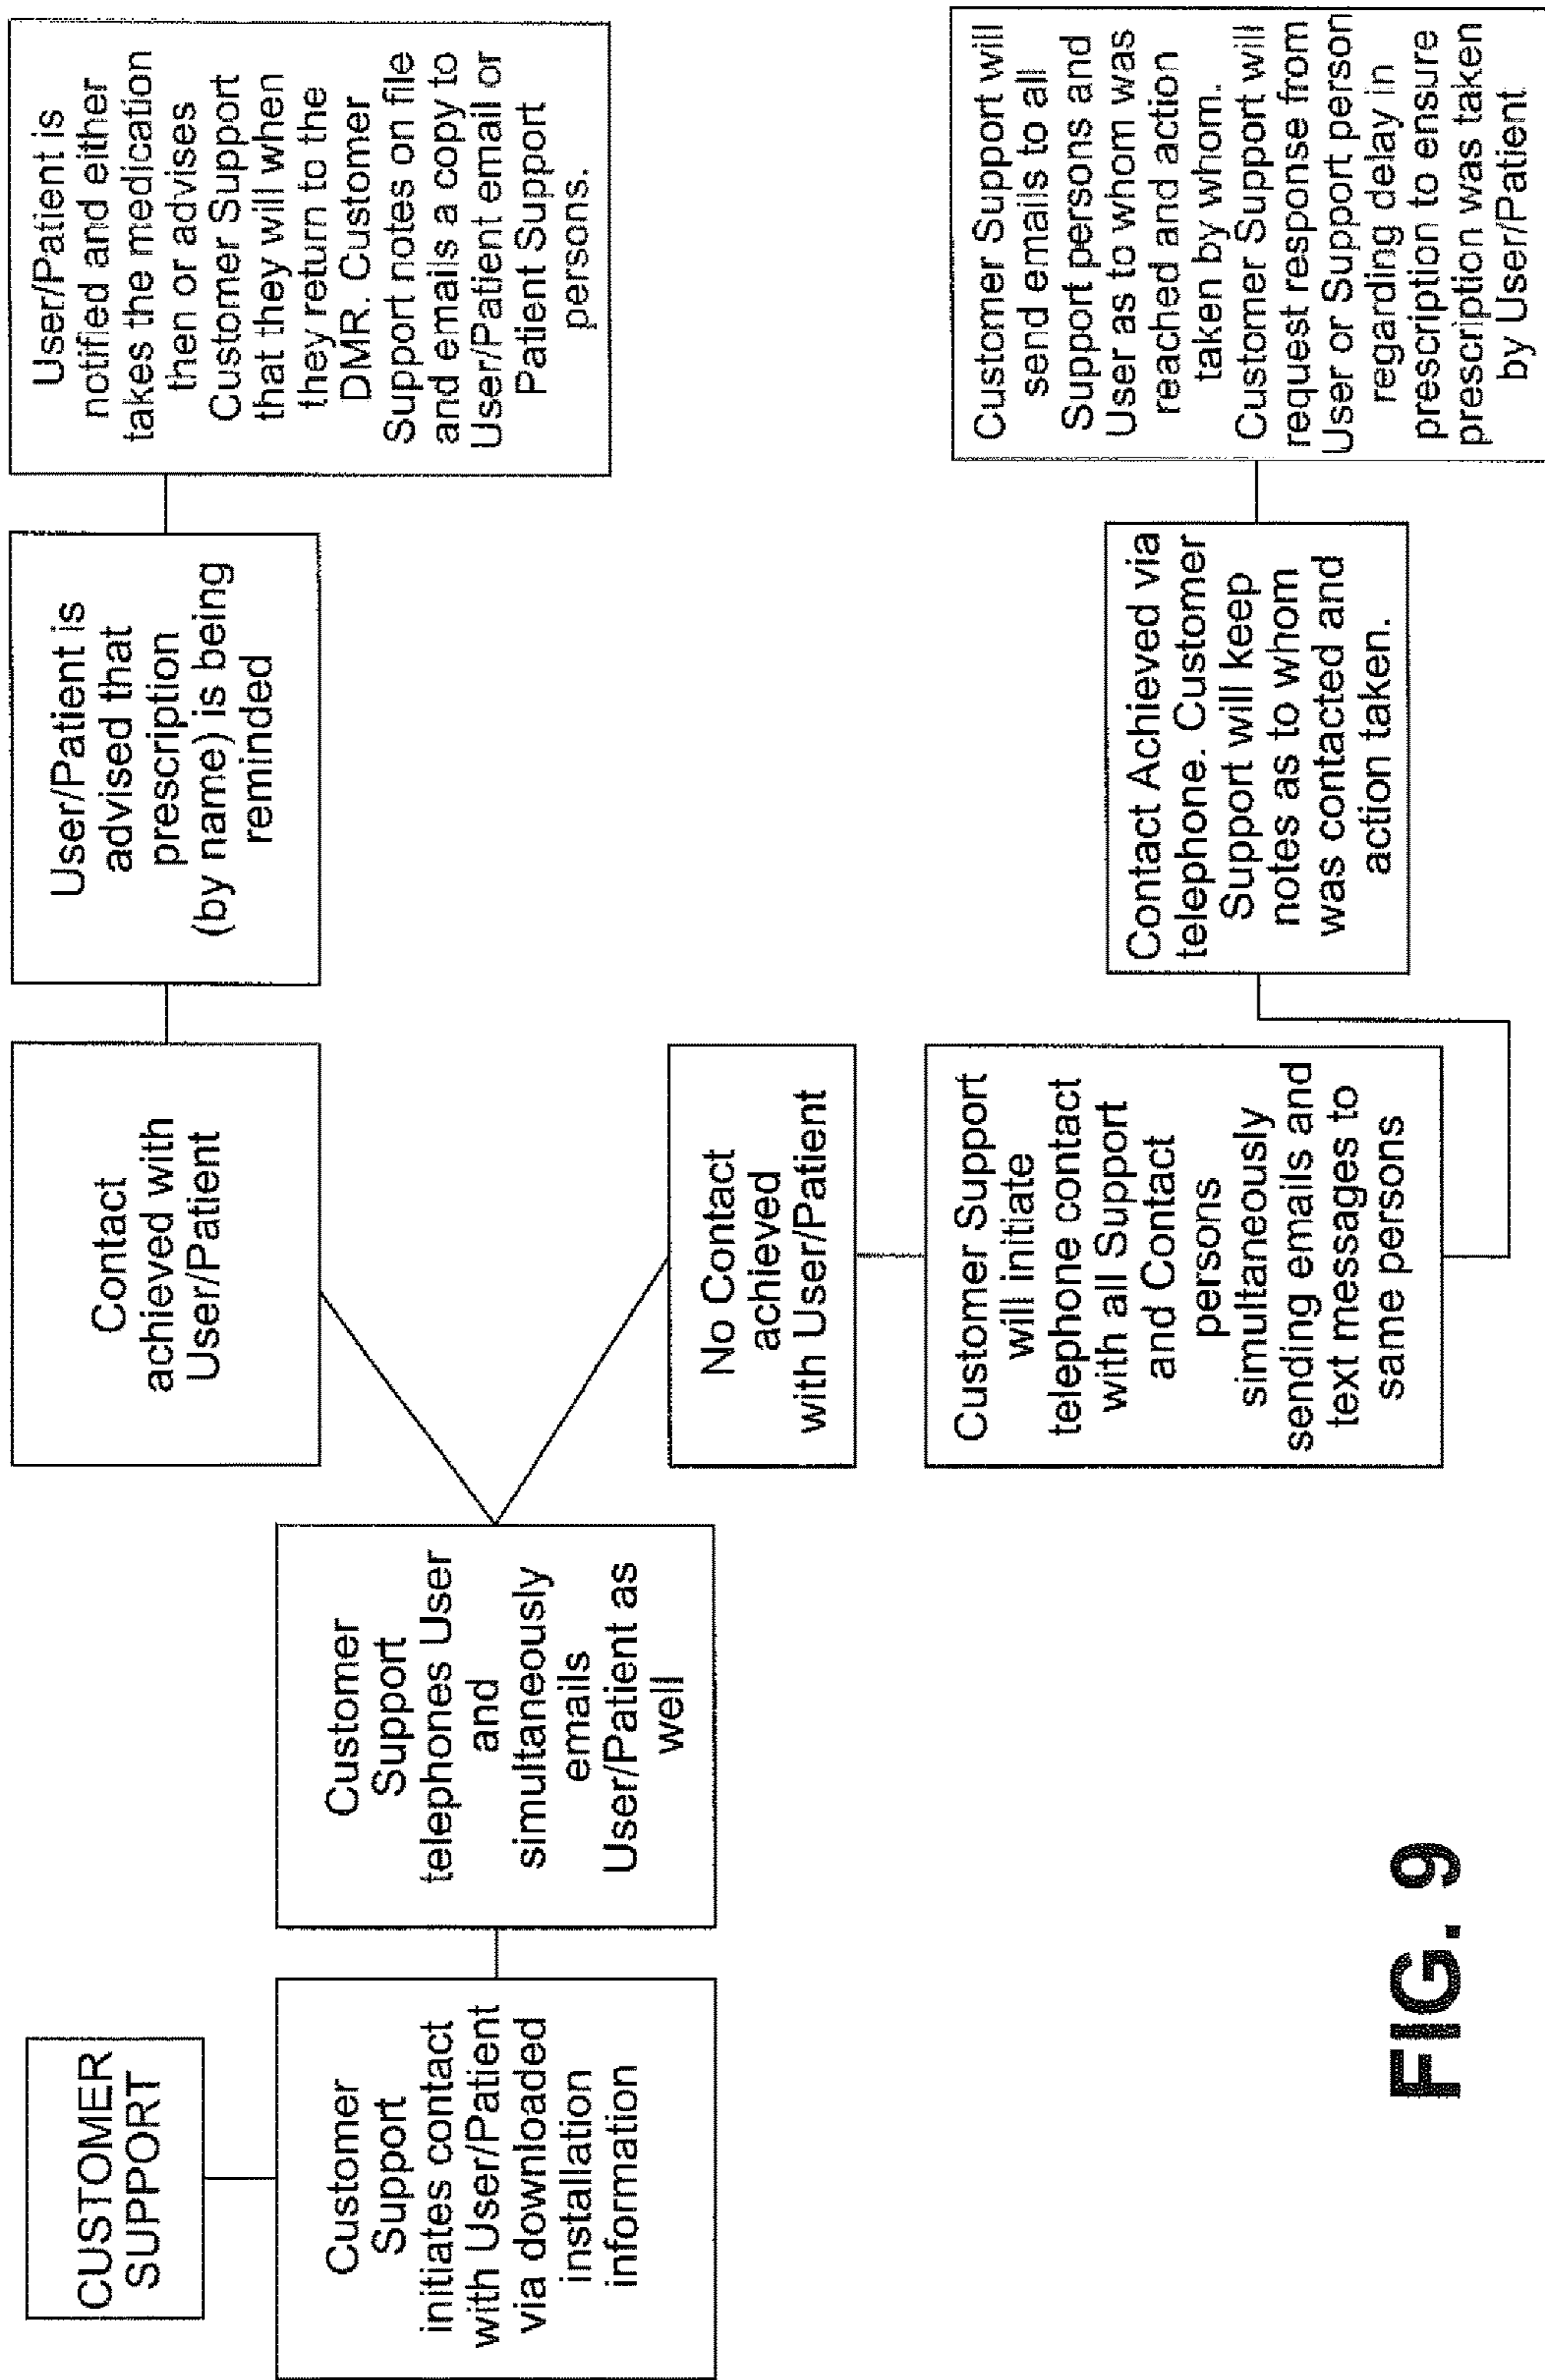 CUSTOMER
SUPPORT
Customer
Support
initiates contact
with User/Patient
via downloaded
installation
information
Customer
Support
telephones User
and
simultaneously
emails
User/Patient as
well
Contact
achieved with
User/Patient
User/Patient is
advised that
prescription
(by name) is being
reminded
User/Patient is
notified and either
takes the medication
then or advises
Customer Support
that they will when
they return to the
DMR. Customer
Support notes on file
and emails a copy to
User/Patient email or
Patient Support
persons.
No Contact
achieved
with User/Patient
Customer Support
will initiate
telephone contact
with all Support
and Contact
persons
simultaneously
sending emails and
text messages to
same persons
Contact Achieved via
telephone. Customer
Support will keep
notes as to whom
was contacted and
action taken.
Customer Support will
send emails to all
Support persons and
User as to whom was
reached and action
taken by whom.
Customer Support will
request response from
User or Support person
regarding delay in
prescription to ensure
prescription was taken
by User/Patient
FIG. 9